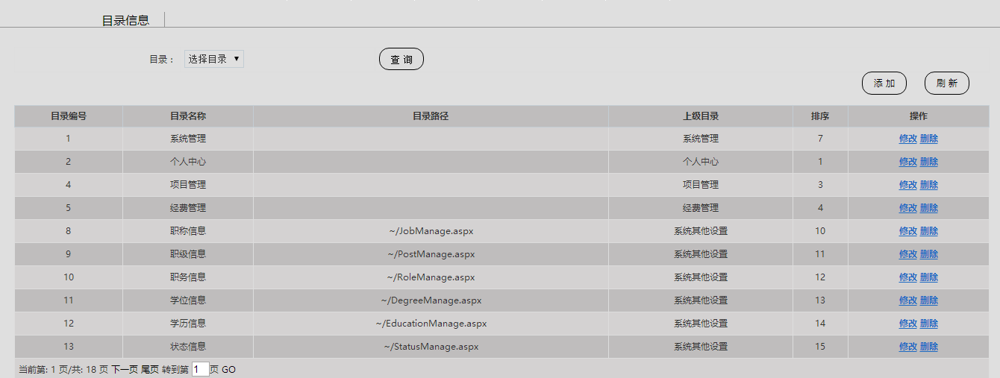 目录信息
目录： 选择目录 查 询
添 加 刷 新
目录编号 目录名称 目录路径 上级目录 排序 操作
1 系统管理 系统管理 7 修改 删除
2 个人中心 个人中心 1 修改 删除
4 项目管理 项目管理 3 修改 删除
5 经费管理 经费管理 4 修改 删除
8 职称信息 ~/JobManage.aspx 系统其他设置 10 修改 删除
9 职级信息 ~/PostManage.aspx 系统其他设置 11 修改 删除
10 职务信息 ~/RoleManage.aspx 系统其他设置 12 修改 删除
11 学位信息 ~/DegreeManage.aspx 系统其他设置 13 修改 删除
12 学历信息 ~/EducationManage.aspx 系统其他设置 14 修改 删除
13 状态信息 ~/StatusManage.aspx 系统其他设置 15 修改 删除
当前第: 1 页/共: 18 页 下一页 尾页 转到第 1 页 GO